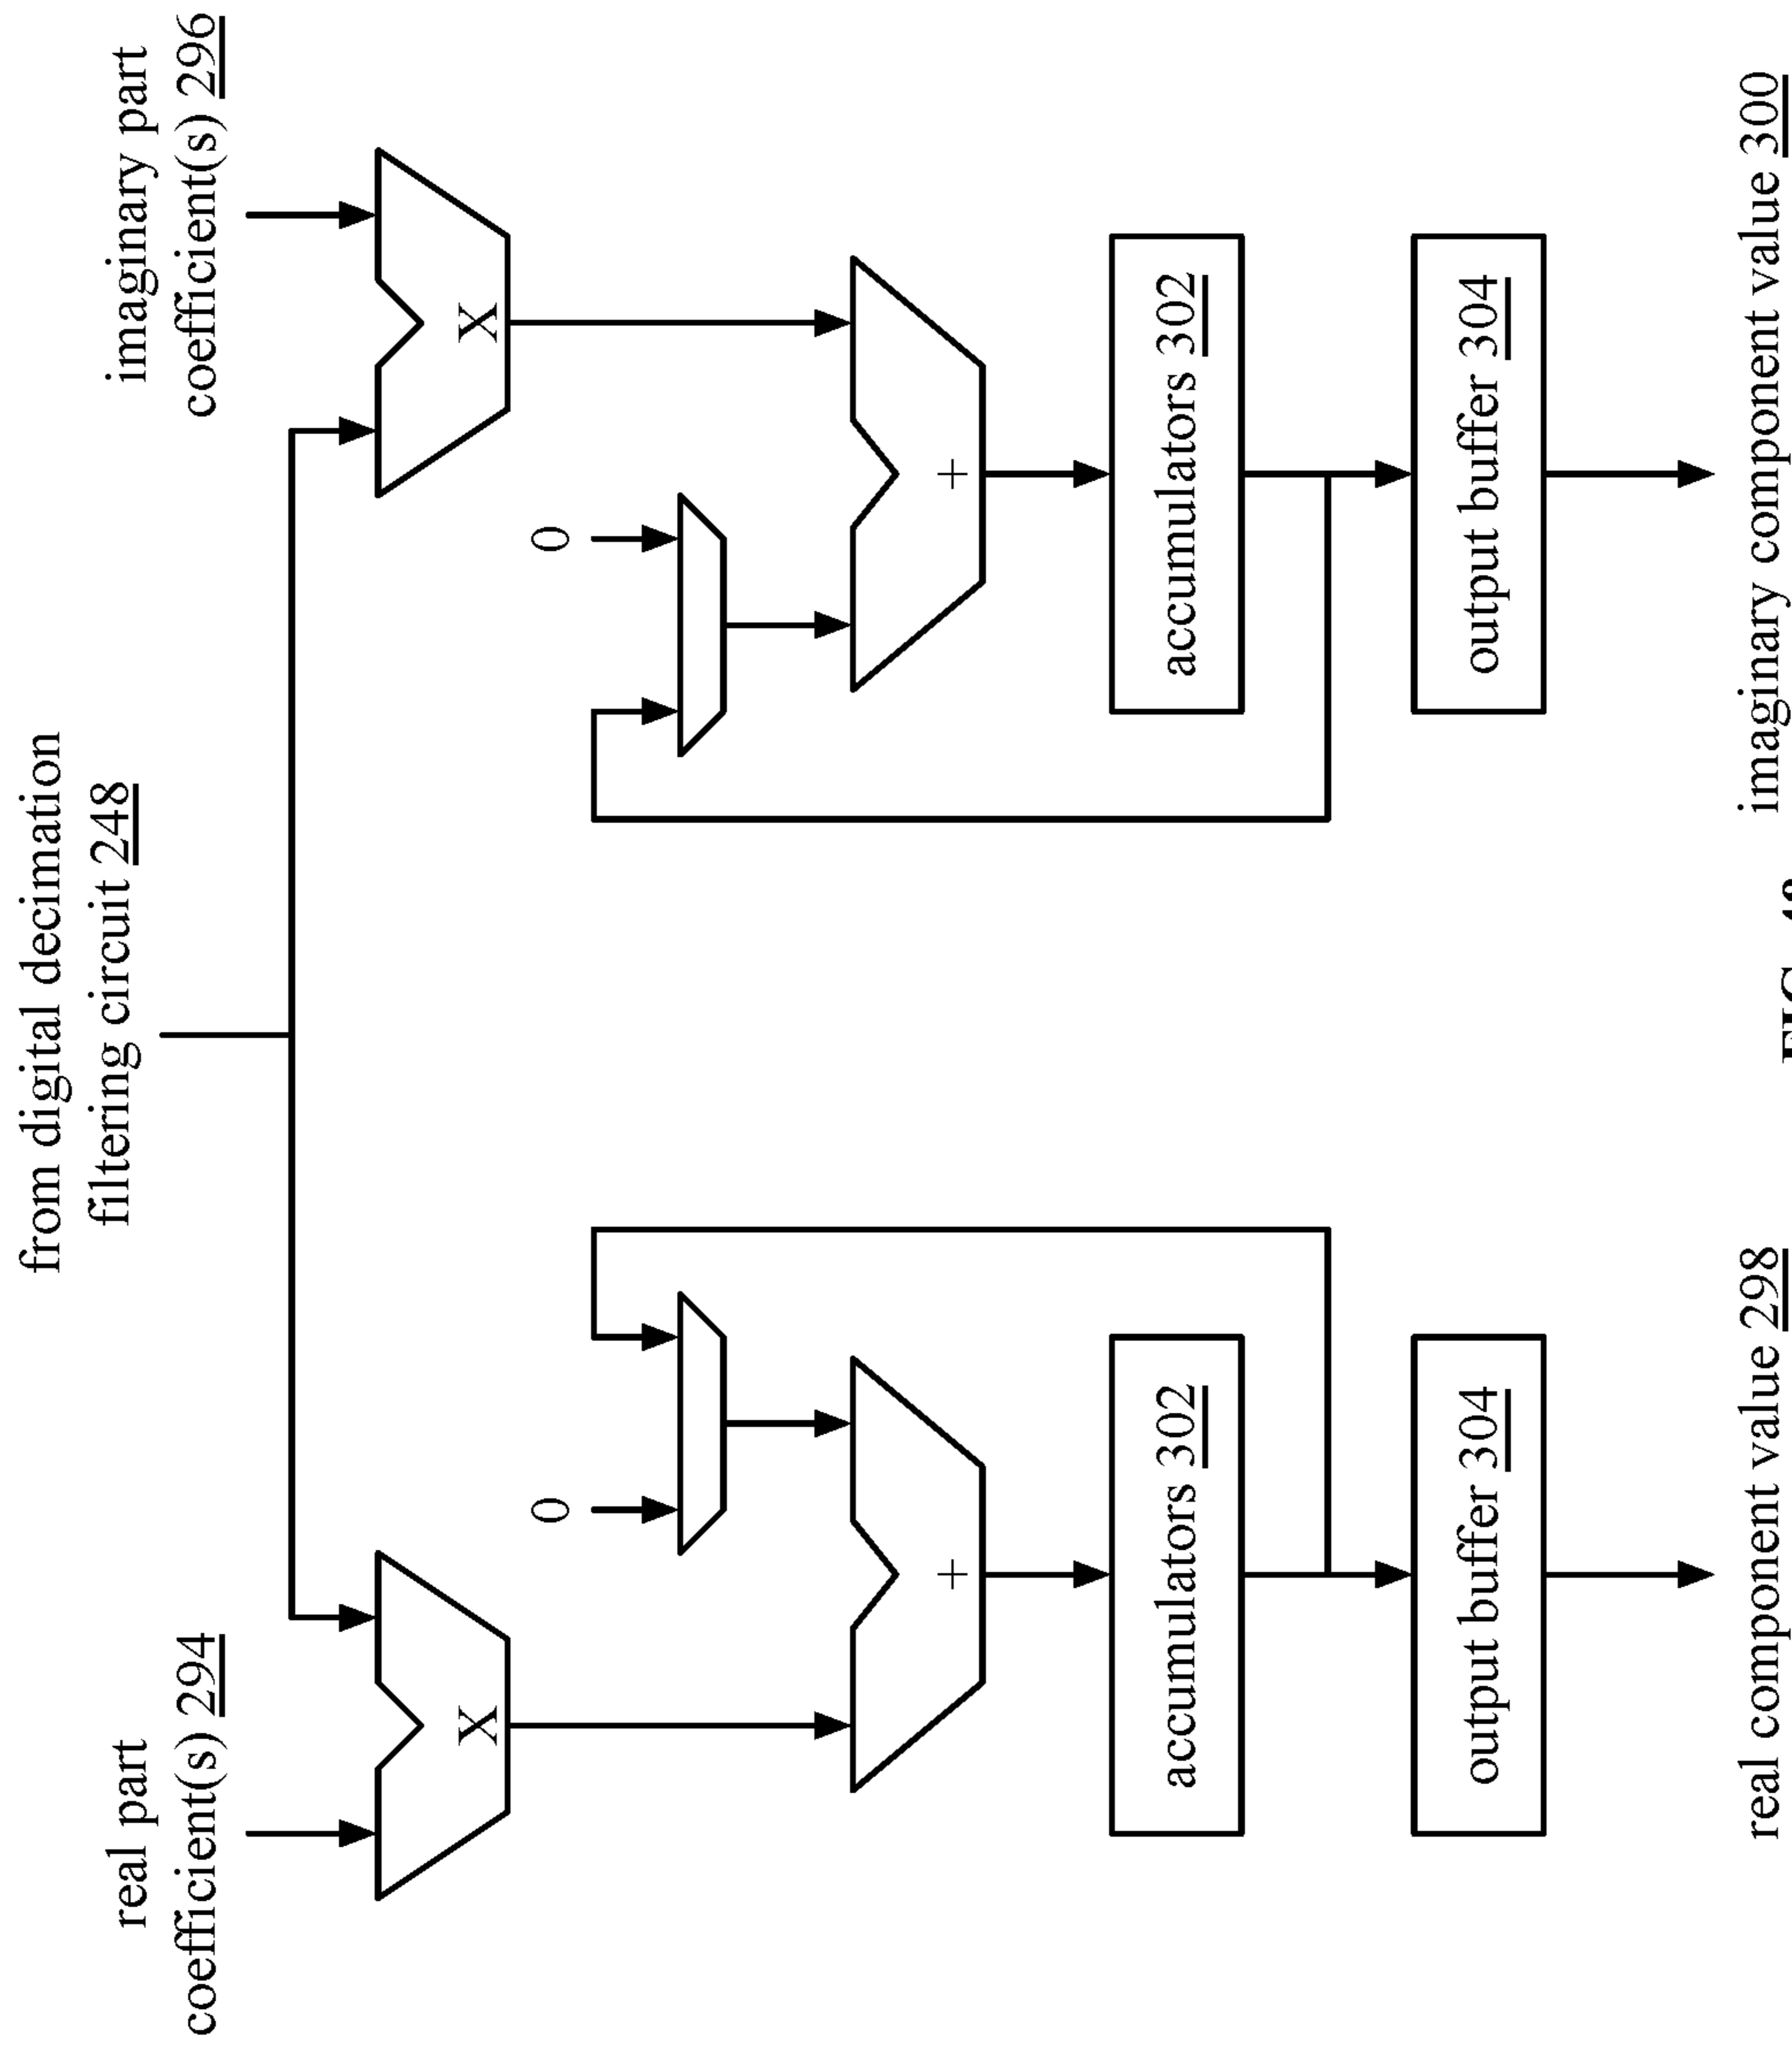 from digital decimation
filtering circuit 248
real part
coefficient(s) 294
imaginary part
coefficient(s) 296
X
X
0
0
+
+
accumulators 302
accumulators 302
output buffer 304
output buffer 304
real component value 298
imaginary component value 300